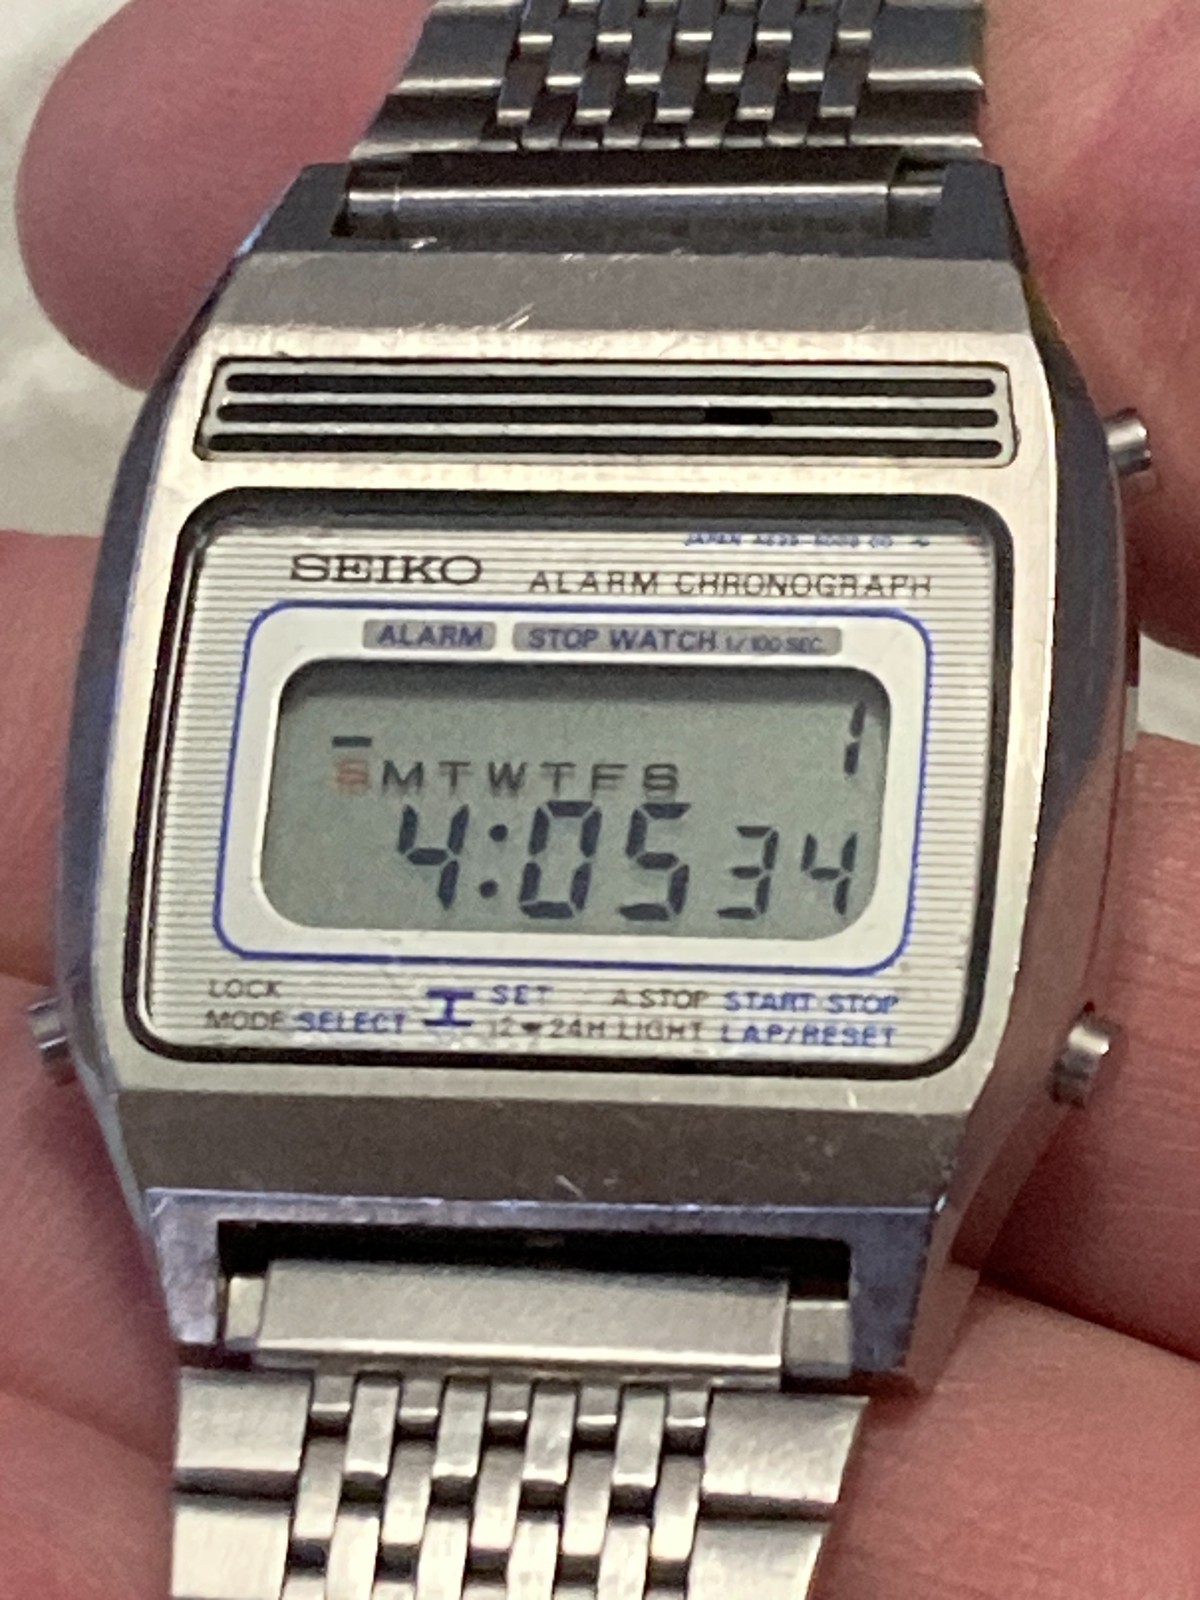 JAPAN
SEIKO ALARM CHRONOGRAPH
ALARM STOP WATCH 1/100 SEC.
1
S M T W T F S
4:05 34
LOCK SET A.STOP START STOP
MODE SELECT 12 24H LIGHT LAP/RESET